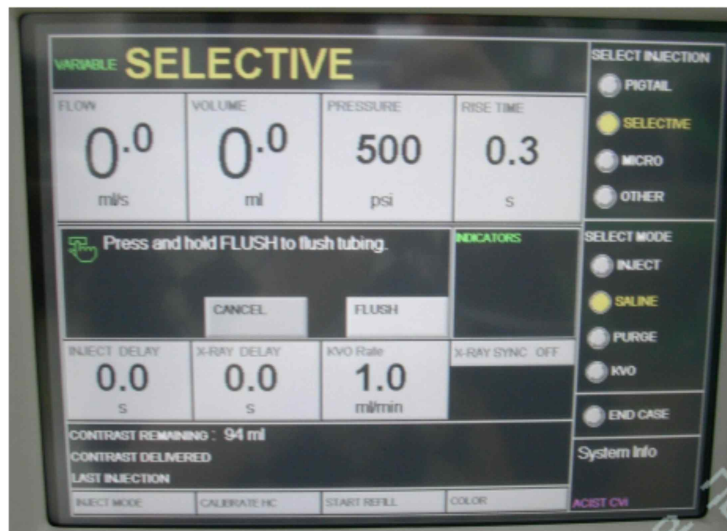 VARIABLE SELECTIVE
SELECT INJECTION
PIGTAIL
SELECTIVE
MICRO
OTHER
FLOW
0.0
ml/s
VOLUME
0.0
ml
PRESSURE
500
psi
RISE TIME
0.3
s
Press and hold FLUSH to flush tubing.
CANCEL
FLUSH
INDICATORS
SELECT MODE
INJECT
SALINE
PURGE
KVO
INJECT DELAY
0.0
s
X-RAY DELAY
0.0
s
KVO Rate
1.0
ml/min
X-RAY SYNC OFF
END CASE
CONTRAST REMAINING : 94 ml
CONTRAST DELIVERED
LAST INJECTION
System Info
ACIST CVi
INJECT MODE
CALIBRATE HC
START REFILL
COLOR